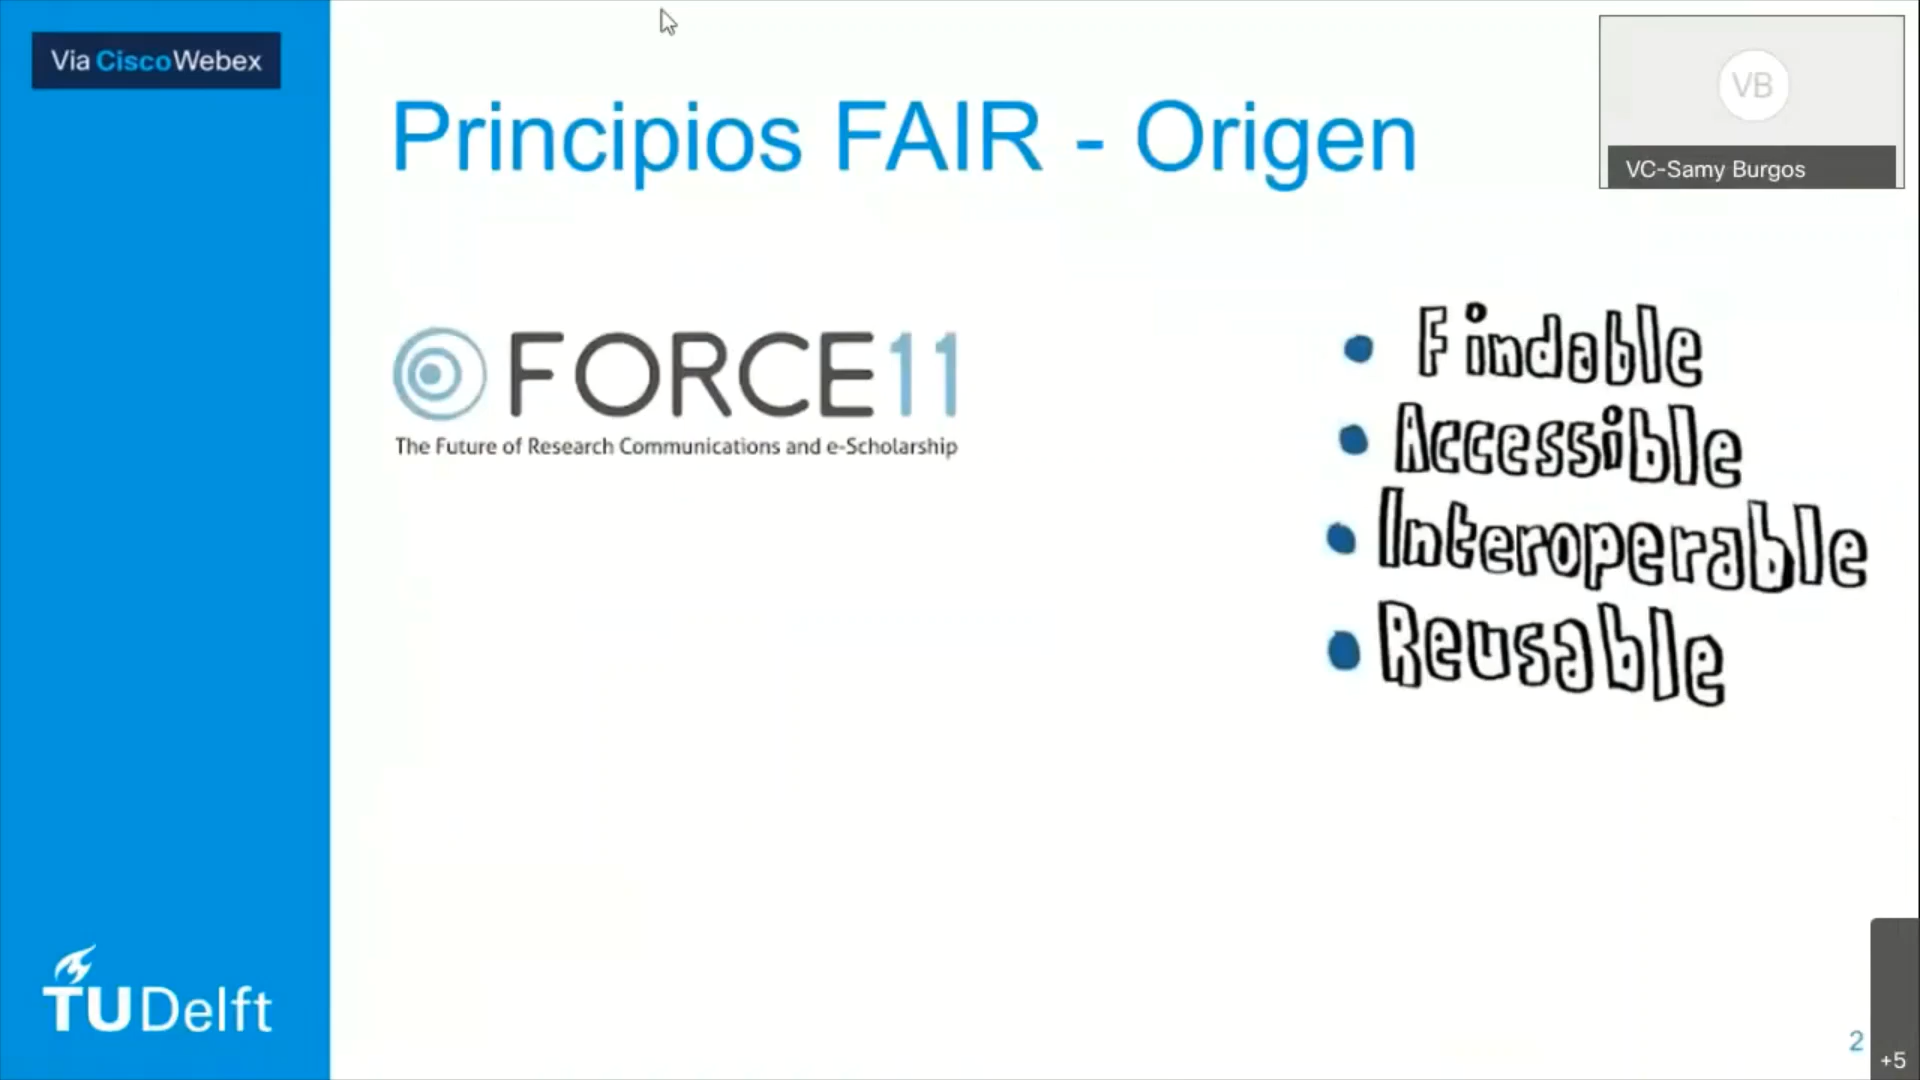 Via CiscoWebex
Principios FAIR - Origen
VB
VC-Samy Burgos
FORCE11
The Future of Research Communications and e-Scholarship
• Findable
• Accessible
• Interoperable
• Reusable
TUDelft
2
+5